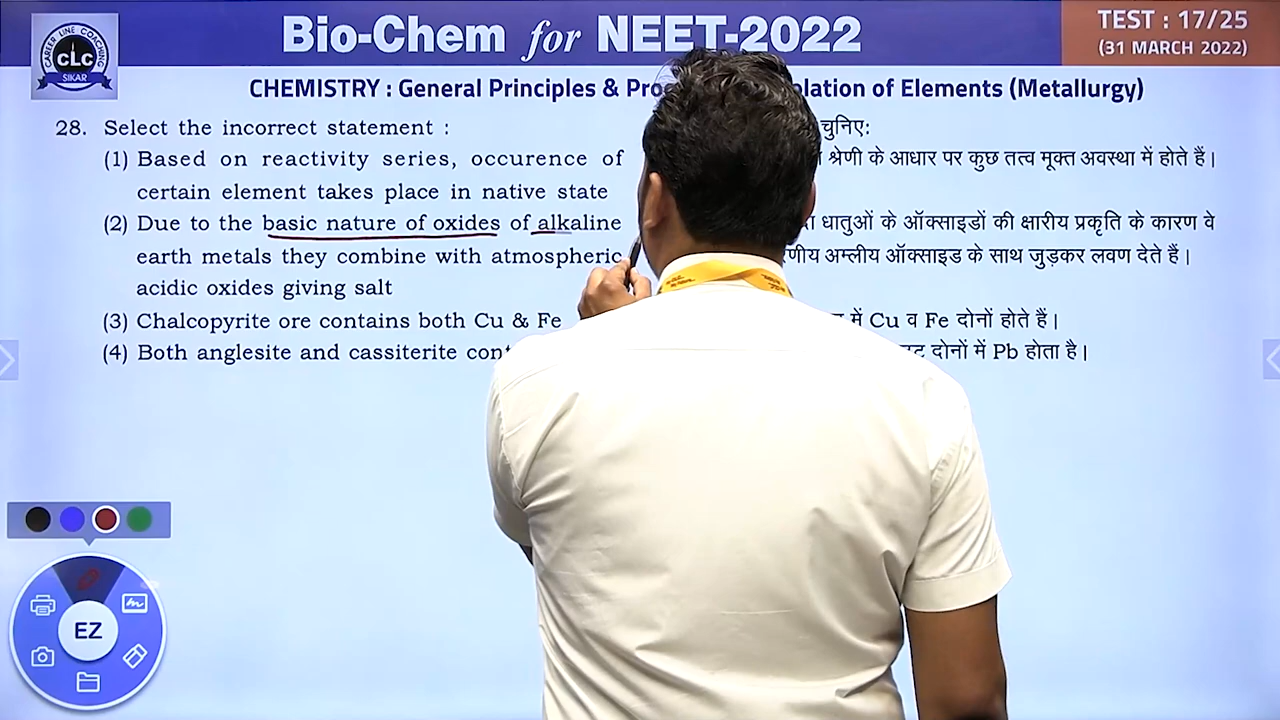 Bio-Chem for NEET-2022
TEST : 17/25
(31 MARCH 2022)
CAREER LINE COACHING
CLC
SIKAR
CHEMISTRY : General Principles & of Elements (Metallurgy)
28. Select the incorrect statement :
चुनिए:
(1) Based on reactivity series, occurence of
श्रेणी के आधार पर कुछ तत्व मूक्त अवस्था में होते हैं।
certain element takes place in native state
(2) Due to the basic nature of oxides of alkaline
धातुओं के ऑक्साइडों की क्षारीय प्रकृति के कारण वे
earth metals they combine with atmospheric
अम्लीय ऑक्साइड के साथ जुड़कर लवण देते हैं।
acidic oxides giving salt
(3) Chalcopyrite ore contains both Cu & Fe
में Cu व Fe दोनों होते हैं।
(4) Both anglesite and cassiterite
दोनों में Pb होता है।
EZ